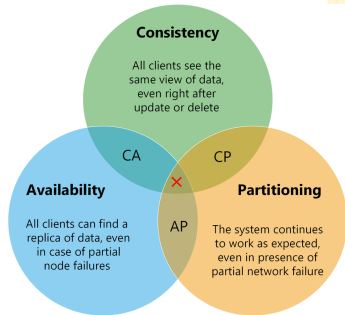 Consistency
All clients see the
same view of data,
even right after
update or delete
CA
CP
Availability
Partitioning
AP
All clients can find a
replica of data, even
in case of partial
node failures
The system continues
to work as expected,
even in presence of
partial network failure